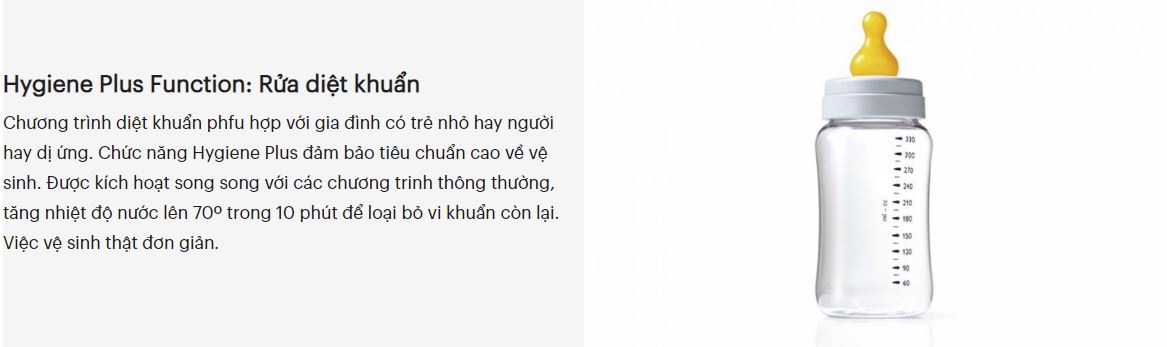 Hygiene Plus Function: Rửa diệt khuẩn
Chương trình diệt khuẩn phfu hợp với gia đình có trẻ nhỏ hay người
hay dị ứng. Chức năng Hygiene Plus đảm bảo tiêu chuẩn cao về vệ
sinh. Được kích hoạt song song với các chương trinh thông thường,
tăng nhiệt độ nước lên 70º trong 10 phút để loại bỏ vi khuẩn còn lại.
Việc vệ sinh thật đơn giản.
330
300
270
240
210
ml - cc
180
150
120
90
60